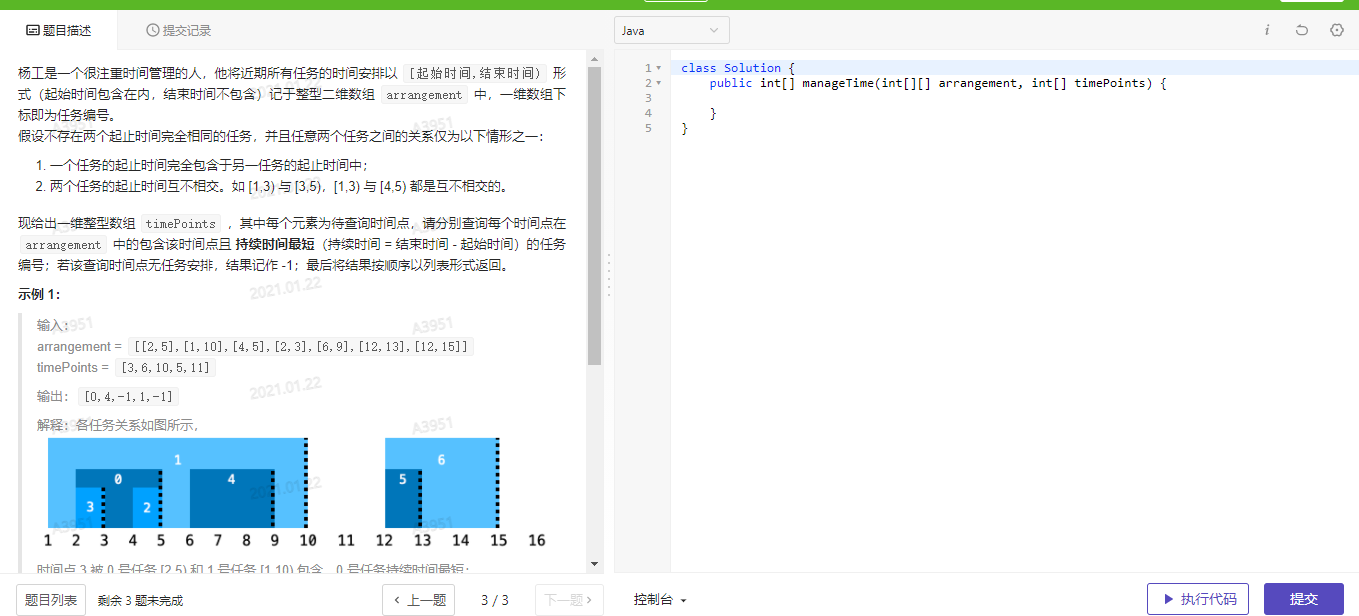 题目描述
提交记录
杨工是一个很注重时间管理的人，他将近期所有任务的时间安排以 [起始时间,结束时间) 形
式（起始时间包含在内，结束时间不包含）记于整型二维数组 arrangement 中，一维数组下
标即为任务编号。
假设不存在两个起止时间完全相同的任务，并且任意两个任务之间的关系仅为以下情形之一：
1. 一个任务的起止时间完全包含于另一任务的起止时间中；
2. 两个任务的起止时间互不相交。如 [1,3) 与 [3,5)，[1,3) 与 [4,5) 都是互不相交的。
现给出一维整型数组 timePoints ，其中每个元素为待查询时间点。请分别查询每个时间点在
arrangement 中的包含该时间点且 持续时间最短（持续时间 = 结束时间 - 起始时间）的任务
编号；若该查询时间点无任务安排，结果记作 -1；最后将结果按顺序以列表形式返回。
2021.01.22
示例 1：
输入：
A3951
A3951
arrangement = [[2,5],[1,10],[4,5],[2,3],[6,9],[12,13],[12,15]]
timePoints = [3,6,10,5,11]
输出： [0,4,-1,1,-1]
2021.01.22
解释：各任务关系如图所示，
A3951
1
6
0
4
5
3
2
2021.01.22
A3951
A3951
1 2 3 4 5 6 7 8 9 10 11 12 13 14 15 16
时间点 3 被 0 号任务 [2,5) 和 1 号任务 [1,10) 包含，0 号任务持续时间最短；
题目列表
剩余 3 题未完成
上一题
3 / 3
下一题
Java
i
1 class Solution {
2 public int[] manageTime(int[][] arrangement, int[] timePoints) {
3
4 }
5 }
控制台
执行代码
提交